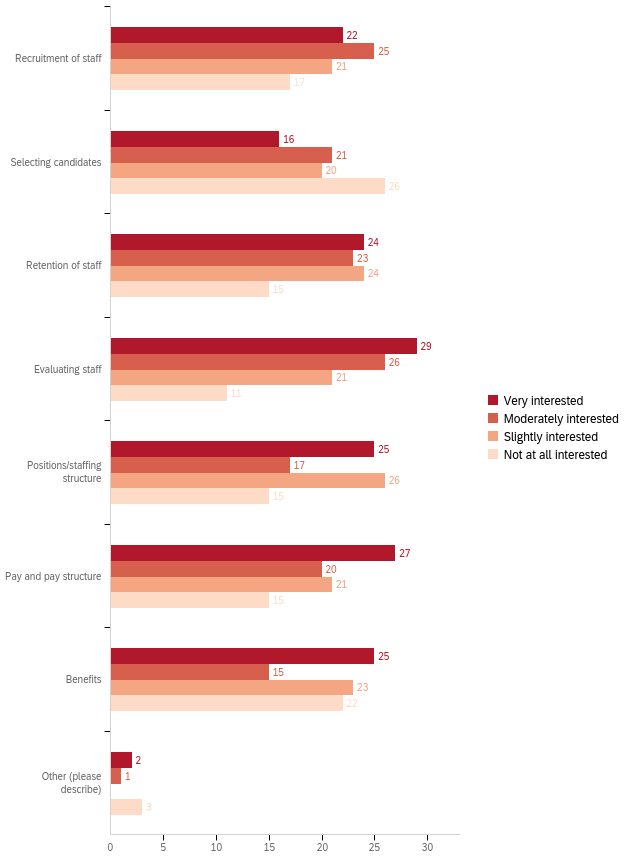 Recruitment of staff
22
25
21
17
Selecting candidates
16
21
20
26
Retention of staff
24
23
24
15
Evaluating staff
29
26
21
11
Positions/staffing
structure
25
17
26
15
Pay and pay structure
27
20
21
15
Benefits
25
15
23
22
Other (please
describe)
2
1
3
0 5 10 15 20 25 30
Very interested
Moderately interested
Slightly interested
Not at all interested